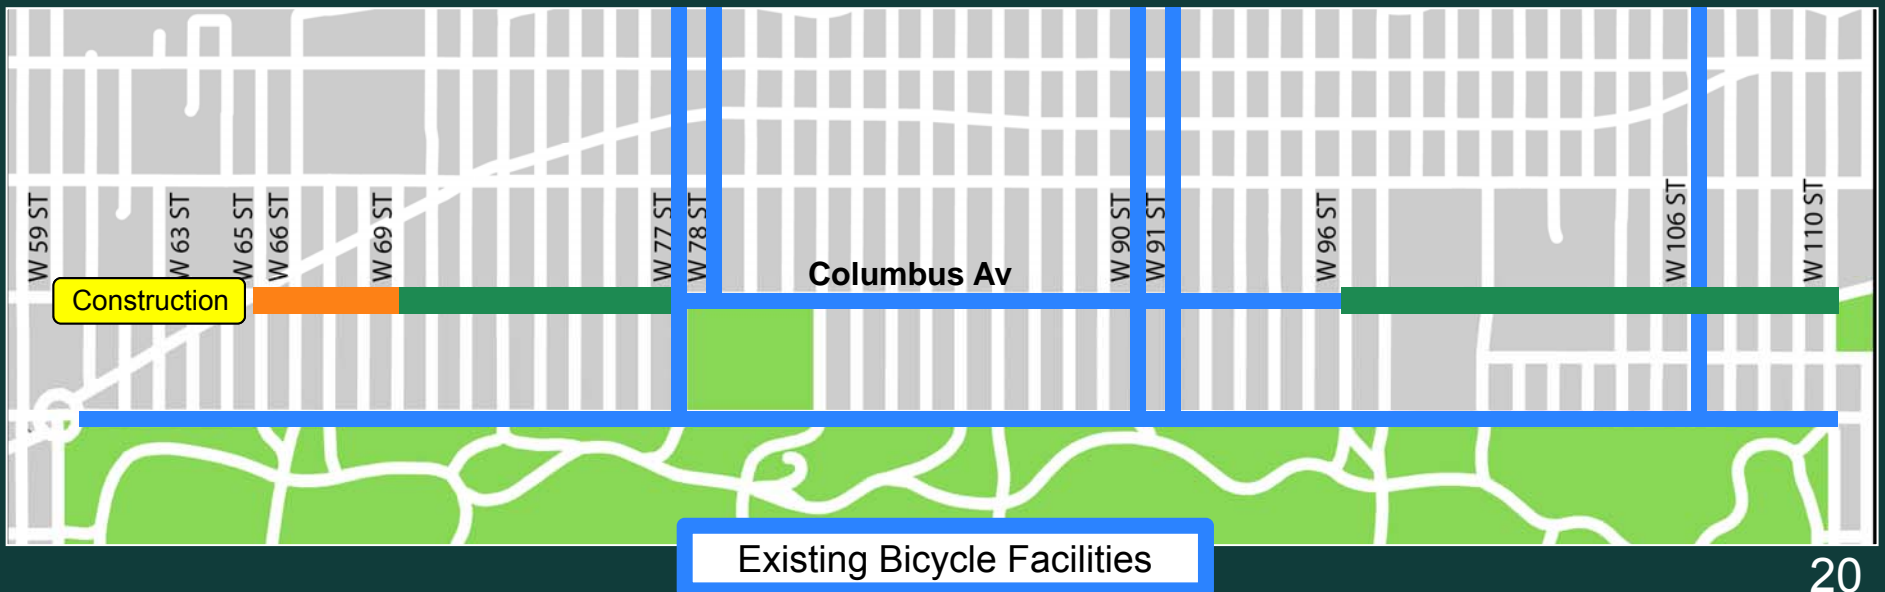 W 59 ST
W 63 ST
W 65 ST
W 66 ST
W 69 ST
W 77 ST
W 78 ST
W 90 ST
W 91 ST
W 96 ST
W 106 ST
W 110 ST
Columbus Av
Construction
Existing Bicycle Facilities
20